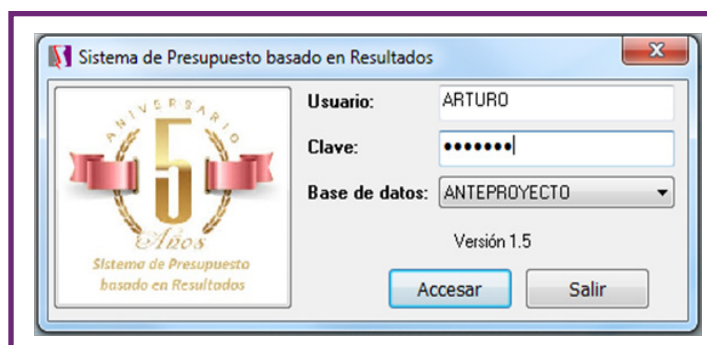 Sistema de Presupuesto basado en Resultados
ANIVERSARIO
5
Años
Sistema de Presupuesto
basado en Resultados
Usuario: ARTURO
Clave: •••••••
Base de datos: ANTEPROYECTO
Versión 1.5
Accesar Salir